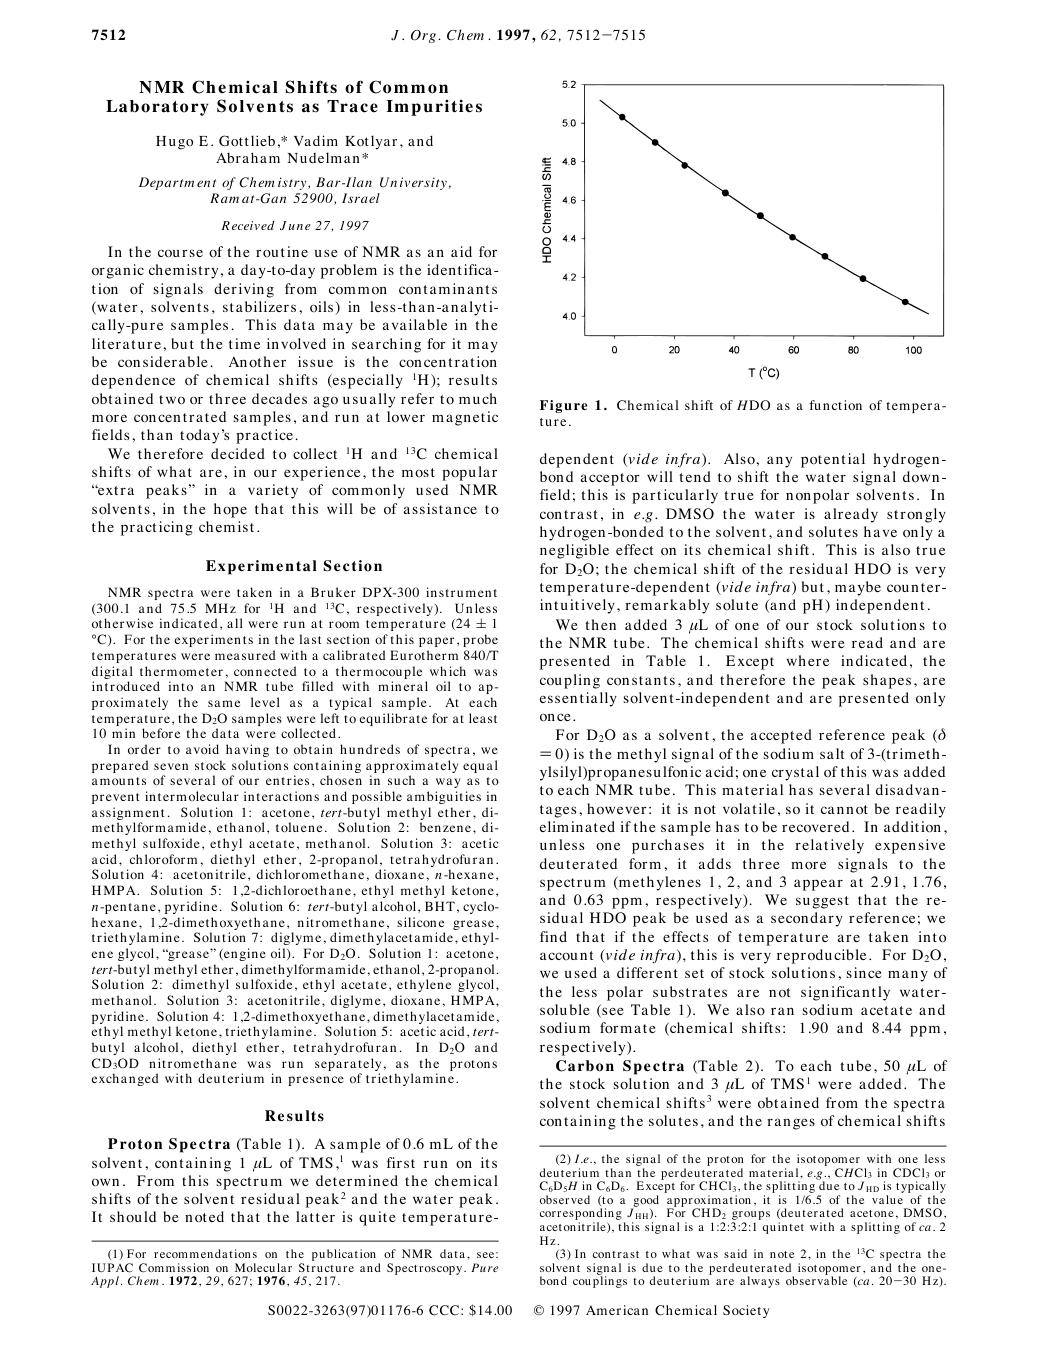 7512
J. Org. Chem. 1997, 62, 7512−7515
NMR Chemical Shifts of Common
Laboratory Solvents as Trace Impurities
Hugo E. Gottlieb,* Vadim Kotlyar, and
Abraham Nudelman*
Department of Chemistry, Bar-Ilan University,
Ramat-Gan 52900, Israel
Received June 27, 1997
In the course of the routine use of NMR as an aid for
organic chemistry, a day-to-day problem is the identifica-
tion of signals deriving from common contaminants
(water, solvents, stabilizers, oils) in less-than-analyti-
cally-pure samples. This data may be available in the
literature, but the time involved in searching for it may
be considerable. Another issue is the concentration
dependence of chemical shifts (especially ¹H); results
obtained two or three decades ago usually refer to much
more concentrated samples, and run at lower magnetic
fields, than today's practice.
We therefore decided to collect ¹H and ¹³C chemical
shifts of what are, in our experience, the most popular
“extra peaks” in a variety of commonly used NMR
solvents, in the hope that this will be of assistance to
the practicing chemist.
Experimental Section
NMR spectra were taken in a Bruker DPX-300 instrument
(300.1 and 75.5 MHz for ¹H and ¹³C, respectively). Unless
otherwise indicated, all were run at room temperature (24 ± 1
°C). For the experiments in the last section of this paper, probe
temperatures were measured with a calibrated Eurotherm 840/T
digital thermometer, connected to a thermocouple which was
introduced into an NMR tube filled with mineral oil to ap-
proximately the same level as a typical sample. At each
temperature, the D₂O samples were left to equilibrate for at least
10 min before the data were collected.
In order to avoid having to obtain hundreds of spectra, we
prepared seven stock solutions containing approximately equal
amounts of several of our entries, chosen in such a way as to
prevent intermolecular interactions and possible ambiguities in
assignment. Solution 1: acetone, tert-butyl methyl ether, di-
methylformamide, ethanol, toluene. Solution 2: benzene, di-
methyl sulfoxide, ethyl acetate, methanol. Solution 3: acetic
acid, chloroform, diethyl ether, 2-propanol, tetrahydrofuran.
Solution 4: acetonitrile, dichloromethane, dioxane, n-hexane,
HMPA. Solution 5: 1,2-dichloroethane, ethyl methyl ketone,
n-pentane, pyridine. Solution 6: tert-butyl alcohol, BHT, cyclo-
hexane, 1,2-dimethoxyethane, nitromethane, silicone grease,
triethylamine. Solution 7: diglyme, dimethylacetamide, ethyl-
ene glycol, “grease” (engine oil). For D₂O. Solution 1: acetone,
tert-butyl methyl ether, dimethylformamide, ethanol, 2-propanol.
Solution 2: dimethyl sulfoxide, ethyl acetate, ethylene glycol,
methanol. Solution 3: acetonitrile, diglyme, dioxane, HMPA,
pyridine. Solution 4: 1,2-dimethoxyethane, dimethylacetamide,
ethyl methyl ketone, triethylamine. Solution 5: acetic acid, tert-
butyl alcohol, diethyl ether, tetrahydrofuran. In D₂O and
CD₃OD nitromethane was run separately, as the protons
exchanged with deuterium in presence of triethylamine.
Results
Proton Spectra (Table 1). A sample of 0.6 mL of the
solvent, containing 1 μL of TMS,¹ was first run on its
own. From this spectrum we determined the chemical
shifts of the solvent residual peak² and the water peak.
It should be noted that the latter is quite temperature-
(1) For recommendations on the publication of NMR data, see:
IUPAC Commission on Molecular Structure and Spectroscopy. Pure
Appl. Chem. 1972, 29, 627; 1976, 45, 217.
5.2
5.0
4.8
4.6
4.4
4.2
4.0
HDO Chemical Shift
0 20 40 60 80 100
T (°C)
Figure 1. Chemical shift of HDO as a function of tempera-
ture.
dependent (vide infra). Also, any potential hydrogen-
bond acceptor will tend to shift the water signal down-
field; this is particularly true for nonpolar solvents. In
contrast, in e.g. DMSO the water is already strongly
hydrogen-bonded to the solvent, and solutes have only a
negligible effect on its chemical shift. This is also true
for D₂O; the chemical shift of the residual HDO is very
temperature-dependent (vide infra) but, maybe counter-
intuitively, remarkably solute (and pH) independent.
We then added 3 μL of one of our stock solutions to
the NMR tube. The chemical shifts were read and are
presented in Table 1. Except where indicated, the
coupling constants, and therefore the peak shapes, are
essentially solvent-independent and are presented only
once.
For D₂O as a solvent, the accepted reference peak (δ
= 0) is the methyl signal of the sodium salt of 3-(trimeth-
ylsilyl)propanesulfonic acid; one crystal of this was added
to each NMR tube. This material has several disadvan-
tages, however: it is not volatile, so it cannot be readily
eliminated if the sample has to be recovered. In addition,
unless one purchases it in the relatively expensive
deuterated form, it adds three more signals to the
spectrum (methylenes 1, 2, and 3 appear at 2.91, 1.76,
and 0.63 ppm, respectively). We suggest that the re-
sidual HDO peak be used as a secondary reference; we
find that if the effects of temperature are taken into
account (vide infra), this is very reproducible. For D₂O,
we used a different set of stock solutions, since many of
the less polar substrates are not significantly water-
soluble (see Table 1). We also ran sodium acetate and
sodium formate (chemical shifts: 1.90 and 8.44 ppm,
respectively).
Carbon Spectra (Table 2). To each tube, 50 μL of
the stock solution and 3 μL of TMS¹ were added. The
solvent chemical shifts³ were obtained from the spectra
containing the solutes, and the ranges of chemical shifts
(2) I.e., the signal of the proton for the isotopomer with one less
deuterium than the perdeuterated material, e.g., CHCl₃ in CDCl₃ or
C₆D₅H in C₆D₆. Except for CHCl₃, the splitting due to J_HD is typically
observed (to a good approximation, it is 1/6.5 of the value of the
corresponding J_HH). For CHD₂ groups (deuterated acetone, DMSO,
acetonitrile), this signal is a 1:2:3:2:1 quintet with a splitting of ca. 2
Hz.
(3) In contrast to what was said in note 2, in the ¹³C spectra the
solvent signal is due to the perdeuterated isotopomer, and the one-
bond couplings to deuterium are always observable (ca. 20−30 Hz).
S0022-3263(97)01176-6 CCC: $14.00 © 1997 American Chemical Society